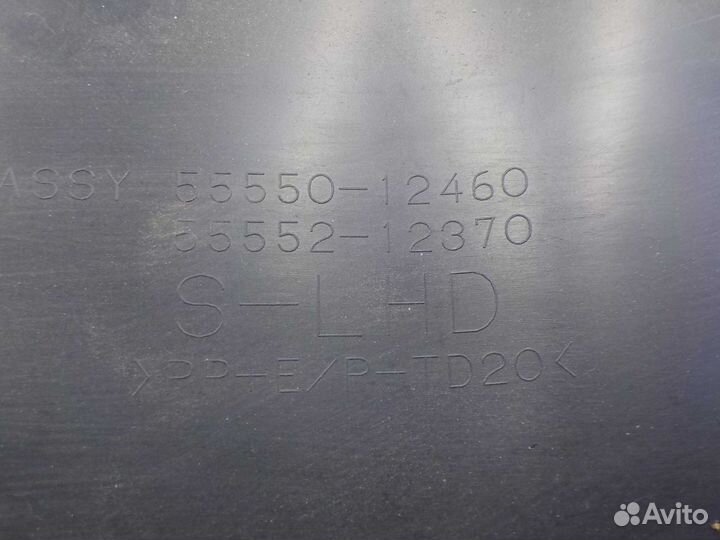 ASSY 55550-12460
55552-12370
S-LHD
>PP-E/P-TD20<
Avito